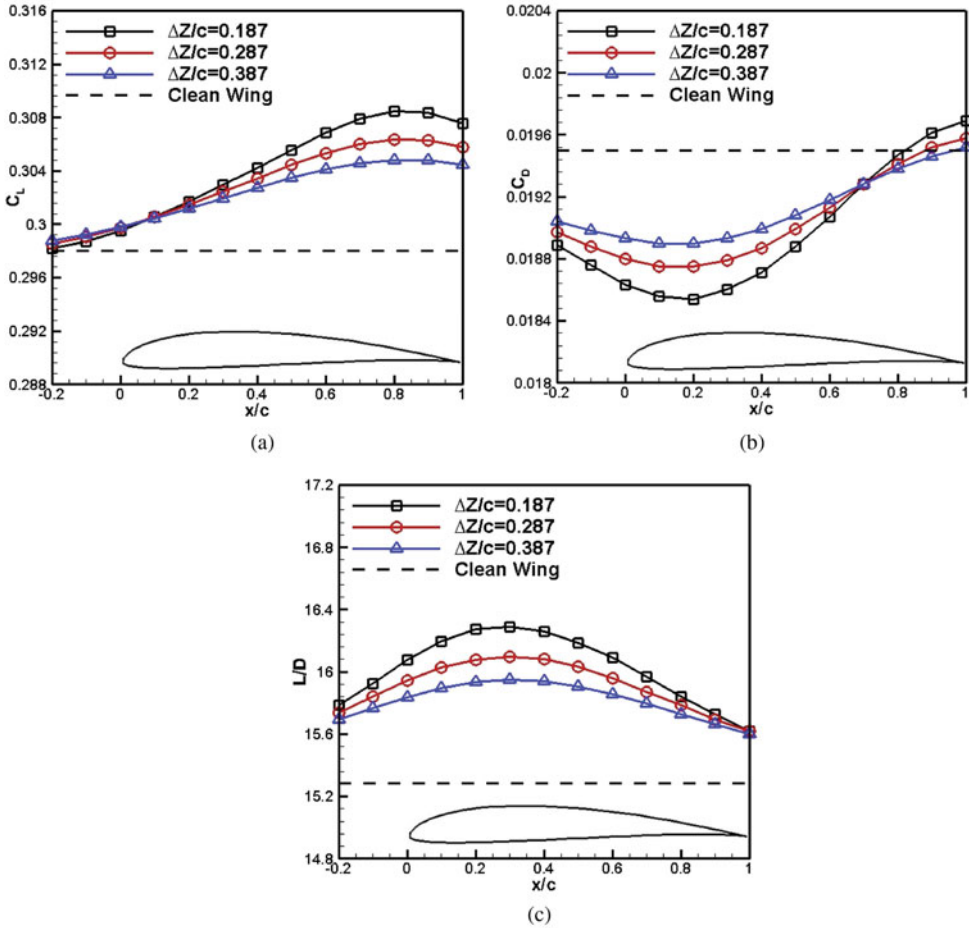 0.316
0.312
0.308
0.304
0.3
0.296
0.292
0.288
C_L
ΔZ/c=0.187
ΔZ/c=0.287
ΔZ/c=0.387
Clean Wing
-0.2 0 0.2 0.4 0.6 0.8 1
x/c
(a)
0.0204
0.02
0.0196
0.0192
0.0188
0.0184
0.018
C_D
ΔZ/c=0.187
ΔZ/c=0.287
ΔZ/c=0.387
Clean Wing
-0.2 0 0.2 0.4 0.6 0.8 1
x/c
(b)
17.2
16.8
16.4
16
15.6
15.2
14.8
L/D
ΔZ/c=0.187
ΔZ/c=0.287
ΔZ/c=0.387
Clean Wing
-0.2 0 0.2 0.4 0.6 0.8 1
x/c
(c)